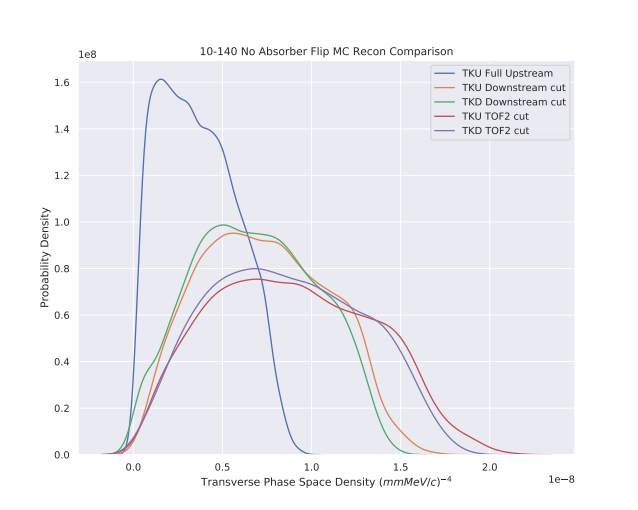 10-140 No Absorber Flip MC Recon Comparison
1e8
TKU Full Upstream
TKU Downstream cut
TKD Downstream cut
TKU TOF2 cut
TKD TOF2 cut
1.6
1.4
1.2
1.0
0.8
0.6
0.4
0.2
0.0
Probability Density
0.0 0.5 1.0 1.5 2.0
1e−8
Transverse Phase Space Density (mmMeV/c)⁻⁴